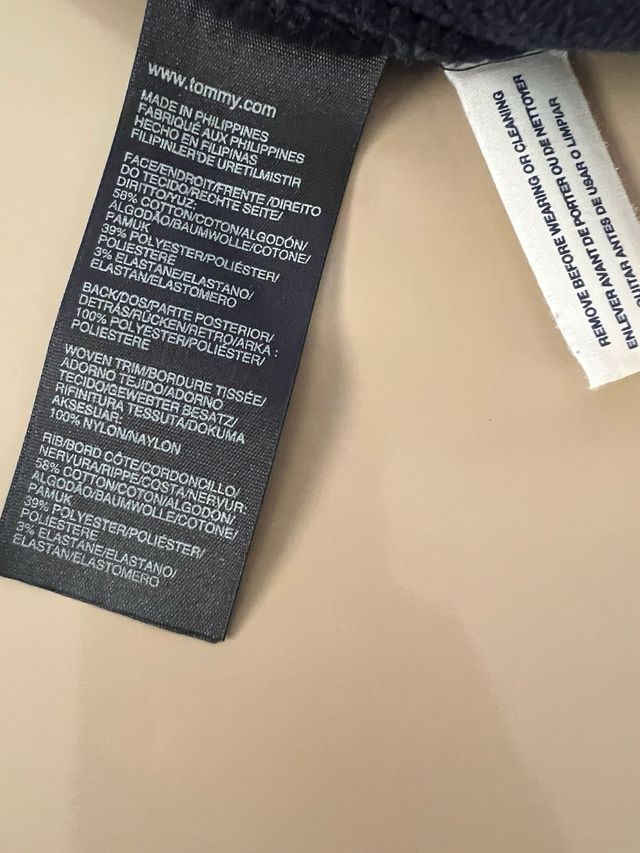 www.tommy.com
MADE IN PHILIPPINES
FABRIQUÉ AUX PHILIPPINES
HECHO EN FILIPINAS
FILIPINLER'DE URETILMISTIR
FACE/ENDROIT/FRENTE/DIREITO
DO TECIDO/RECHTE SEITE/
DIRITTO/YUZ:
58% COTTON/COTON/ALGODÓN/
ALGODÃO/BAUMWOLLE/COTONE/
PAMUK
39% POLYESTER/POLIÉSTER/
POLIESTERE
3% ELASTANE/ELASTANO/
ELASTAN/ELASTÓMERO
BACK/DOS/PARTE POSTERIOR/
DETRÁS/RÜCKEN/RETRO/ARKA :
100% POLYESTER/POLIÉSTER/
POLIESTERE
WOVEN TRIM/BORDURE TISSÉE/
ADORNO TEJIDO/ADORNO
TECIDO/GEWEBTER BESATZ/
RIFINITURA TESSUTA/DOKUMA
AKSESUAR:
100% NYLON/NAYLON
RIB/BORD CÔTE/CORDONCILLO/
NERVURA/RIPPE/COSTA/NERVUR:
58% COTTON/COTON/ALGODÓN/
ALGODÃO/BAUMWOLLE/COTONE/
PAMUK
39% POLYESTER/POLIÉSTER/
POLIESTERE
3% ELASTANE/ELASTANO/
ELASTAN/ELASTÓMERO
REMOVE BEFORE WEARING OR CLEANING
ENLEVER AVANT DE PORTER OU DE NETTOYER
QUITAR ANTES DE USAR O LIMPIAR